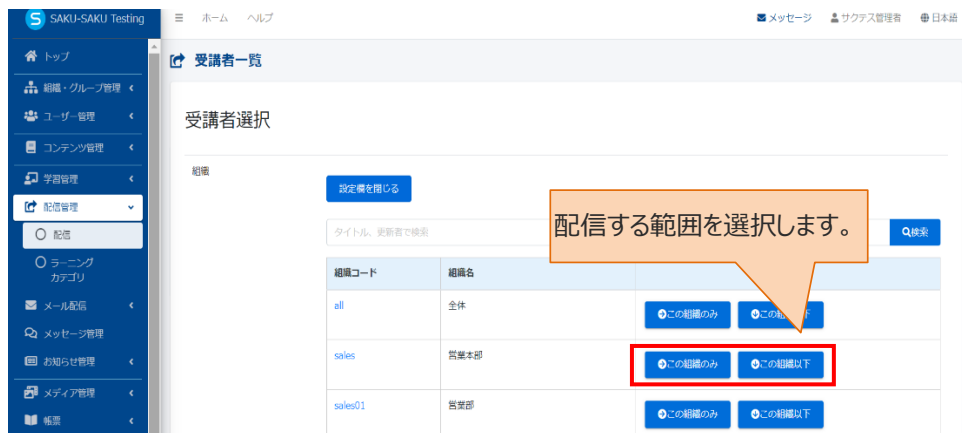 SAKU-SAKU Testing
ホーム ヘルプ
メッセージ サクテス管理者 日本語
トップ
組織・グループ管理
ユーザー管理
コンテンツ管理
学習管理
配信管理
配信
ラーニング
カテゴリ
メール配信
メッセージ管理
お知らせ管理
メディア管理
帳票
受講者一覧
受講者選択
組織
設定欄を閉じる
タイトル、更新者で検索
検索
配信する範囲を選択します。
組織コード 組織名
all 全体 この組織のみ この組織以下
sales 営業本部 この組織のみ この組織以下
sales01 営業部 この組織のみ この組織以下